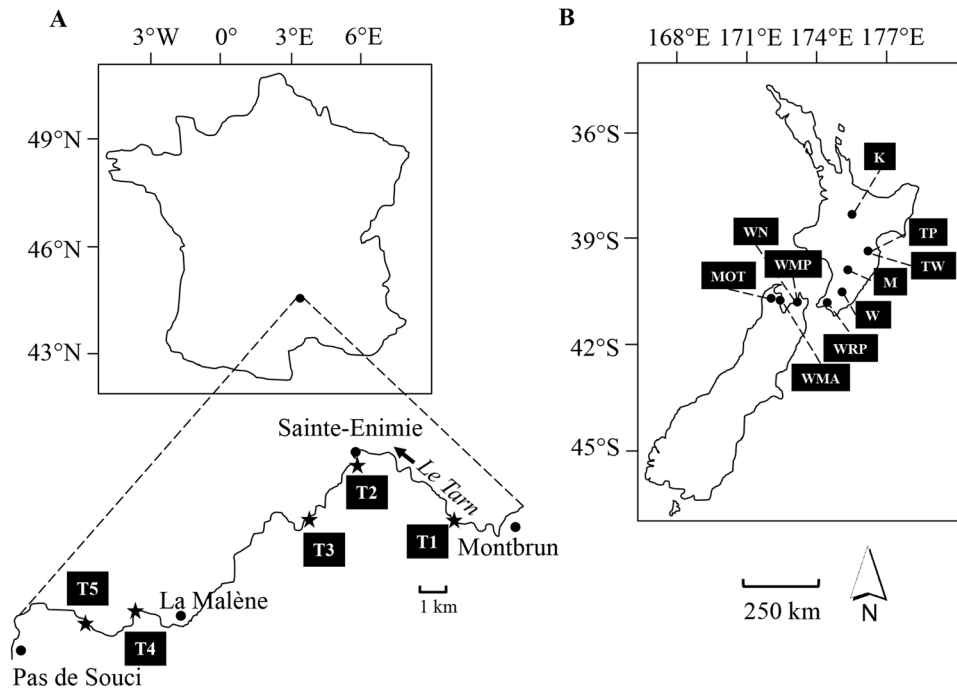 A
3°W 0° 3°E 6°E
49°N
46°N
43°N
Sainte-Enimie
Le Tarn
T2
T3
T1
Montbrun
1 km
T5
La Malène
T4
Pas de Souci
B
168°E 171°E 174°E 177°E
36°S
K
39°S
WN
TP
WMP
TW
MOT
M
W
42°S
WRP
WMA
45°S
250 km
N